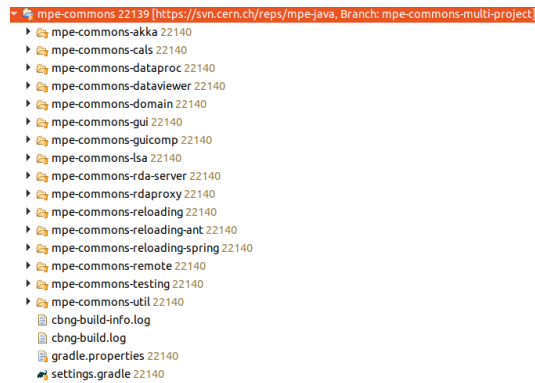 mpe-commons 22139 [https://svn.cern.ch/reps/mpe-java, Branch: mpe-commons-multi-project]
mpe-commons-akka 22140
mpe-commons-cals 22140
mpe-commons-dataproc 22140
mpe-commons-dataviewer 22140
mpe-commons-domain 22140
mpe-commons-gui 22140
mpe-commons-guicomp 22140
mpe-commons-lsa 22140
mpe-commons-rda-server 22140
mpe-commons-rdaproxy 22140
mpe-commons-reloading 22140
mpe-commons-reloading-ant 22140
mpe-commons-reloading-spring 22140
mpe-commons-remote 22140
mpe-commons-testing 22140
mpe-commons-util 22140
cbng-build-info.log
cbng-build.log
gradle.properties 22140
settings.gradle 22140